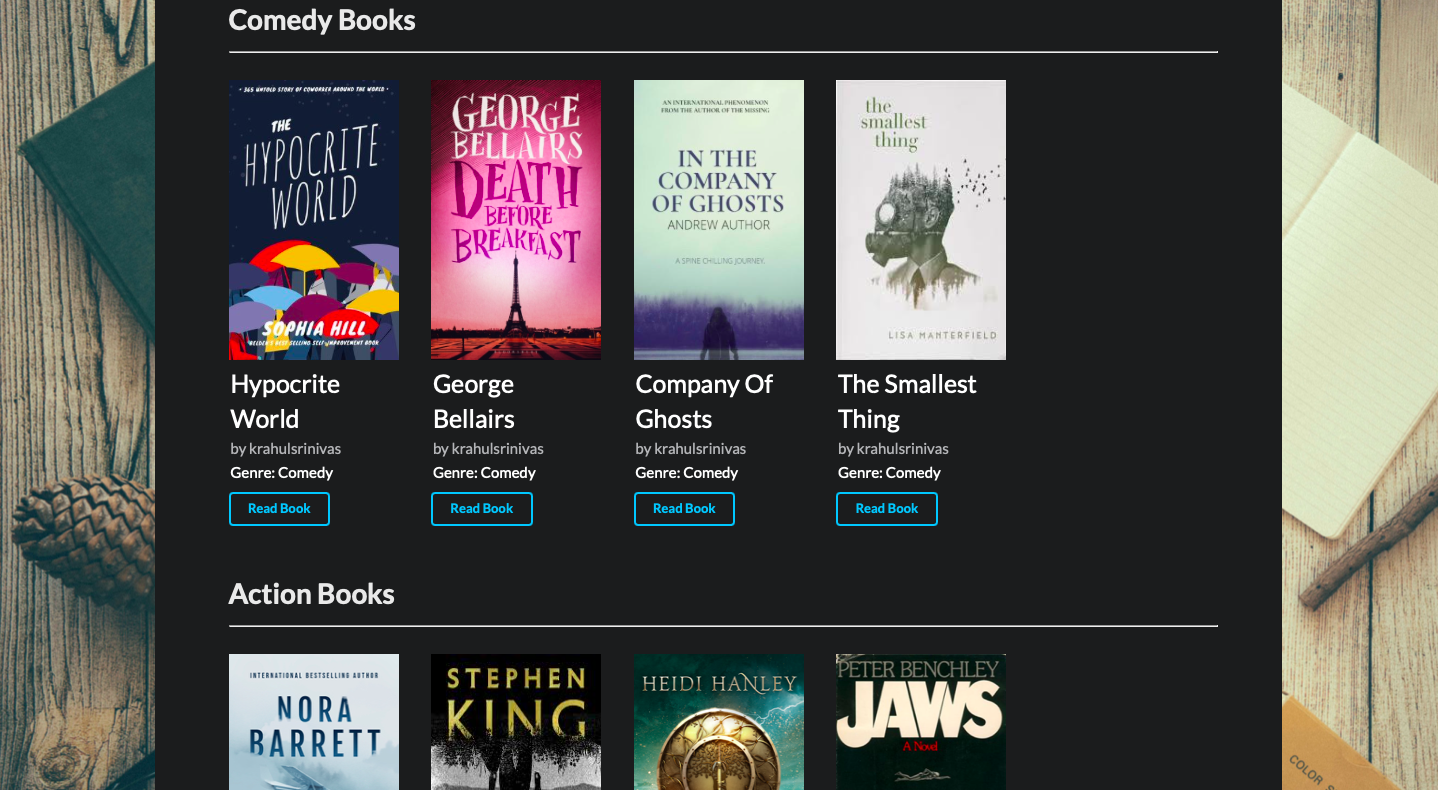 Comedy Books
• 365 UNTOLD STORY OF COWORKER AROUND THE WORLD •
THE
HYPOCRITE
WORLD
SOPHIA HILL
BELDEN'S BEST SELLING SELF-IMPROVEMENT BOOK
GEORGE
BELLAIRS
DEATH
BEFORE
BREAKFAST
BLOOMSBURY
AN INTERNATIONAL PHENOMENON
FROM THE AUTHOR OF THE MISSING
IN THE
COMPANY
OF GHOSTS
ANDREW AUTHOR
A SPINE CHILLING JOURNEY.
the
smallest
thing
LISA MANTERFIELD
Hypocrite
World
by krahulsrinivas
Genre: Comedy
Read Book
George
Bellairs
by krahulsrinivas
Genre: Comedy
Read Book
Company Of
Ghosts
by krahulsrinivas
Genre: Comedy
Read Book
The Smallest
Thing
by krahulsrinivas
Genre: Comedy
Read Book
Action Books
INTERNATIONAL BESTSELLING AUTHOR
NORA
BARRETT
STEPHEN
KING
HEIDI HANLEY
PETER BENCHLEY
JAWS
A Novel
COLOR